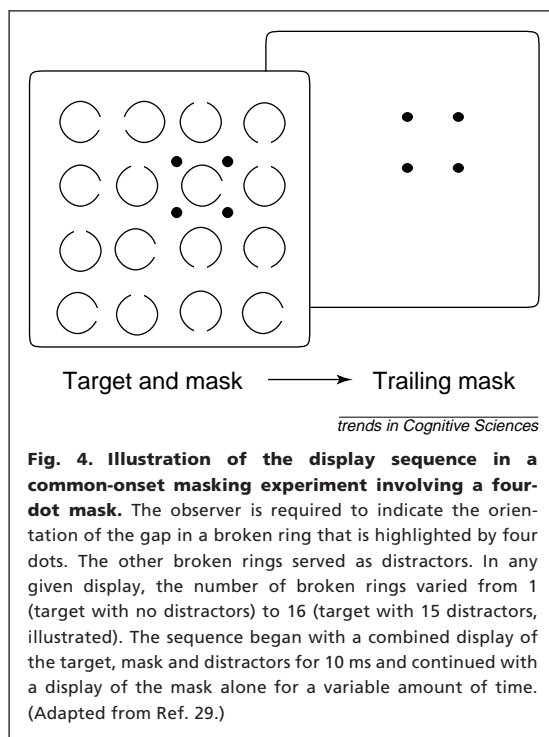 Target and mask → Trailing mask
trends in Cognitive Sciences
Fig. 4. Illustration of the display sequence in a
common-onset masking experiment involving a four-
dot mask. The observer is required to indicate the orien-
tation of the gap in a broken ring that is highlighted by four
dots. The other broken rings served as distractors. In any
given display, the number of broken rings varied from 1
(target with no distractors) to 16 (target with 15 distractors,
illustrated). The sequence began with a combined display of
the target, mask and distractors for 10 ms and continued with
a display of the mask alone for a variable amount of time.
(Adapted from Ref. 29.)